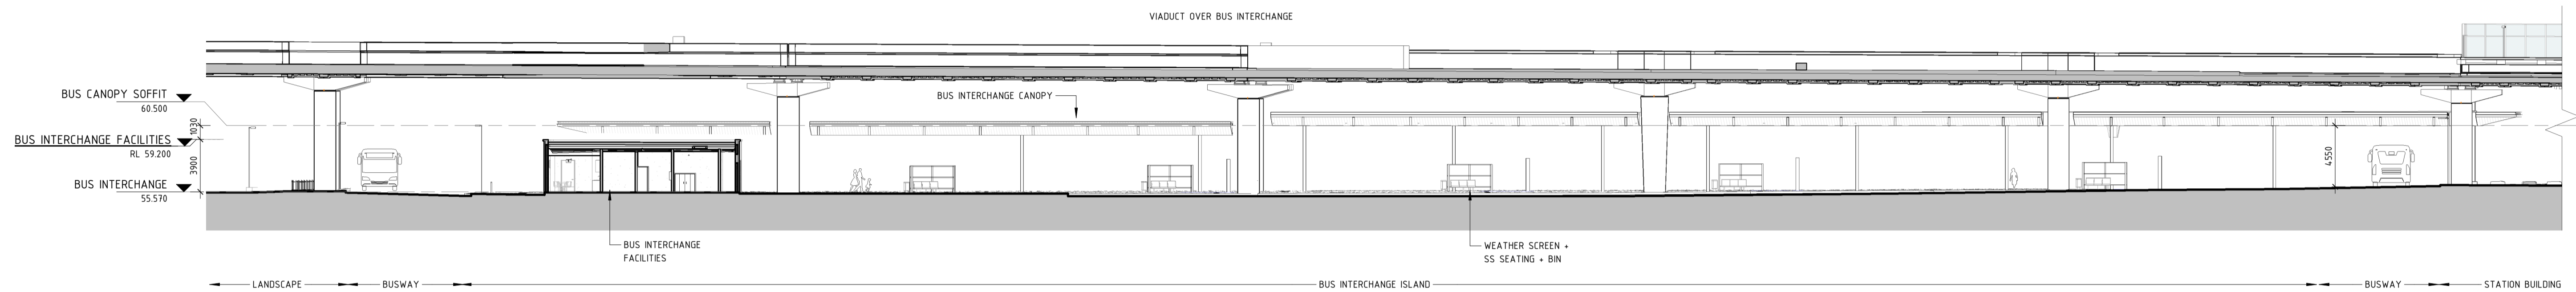 VIADUCT OVER BUS INTERCHANGE
BUS CANOPY SOFFIT
60.500
BUS INTERCHANGE CANOPY
1030
BUS INTERCHANGE FACILITIES
RL 59.200
3900
4550
BUS INTERCHANGE
55.570
BUS INTERCHANGE
FACILITIES
WEATHER SCREEN +
SS SEATING + BIN
LANDSCAPE
BUSWAY
BUS INTERCHANGE ISLAND
BUSWAY
STATION BUILDING